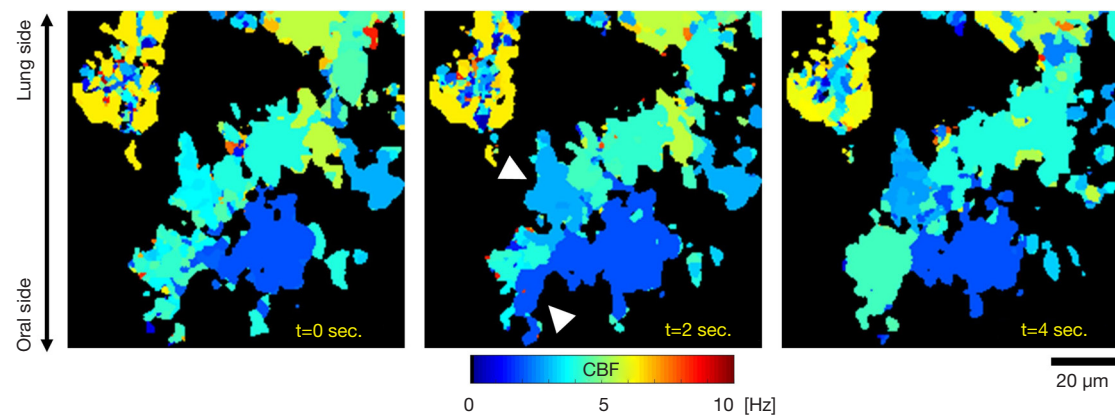 Lung side
Oral side
t=0 sec.
t=2 sec.
t=4 sec.
CBF
0 5 10 [Hz]
20 µm